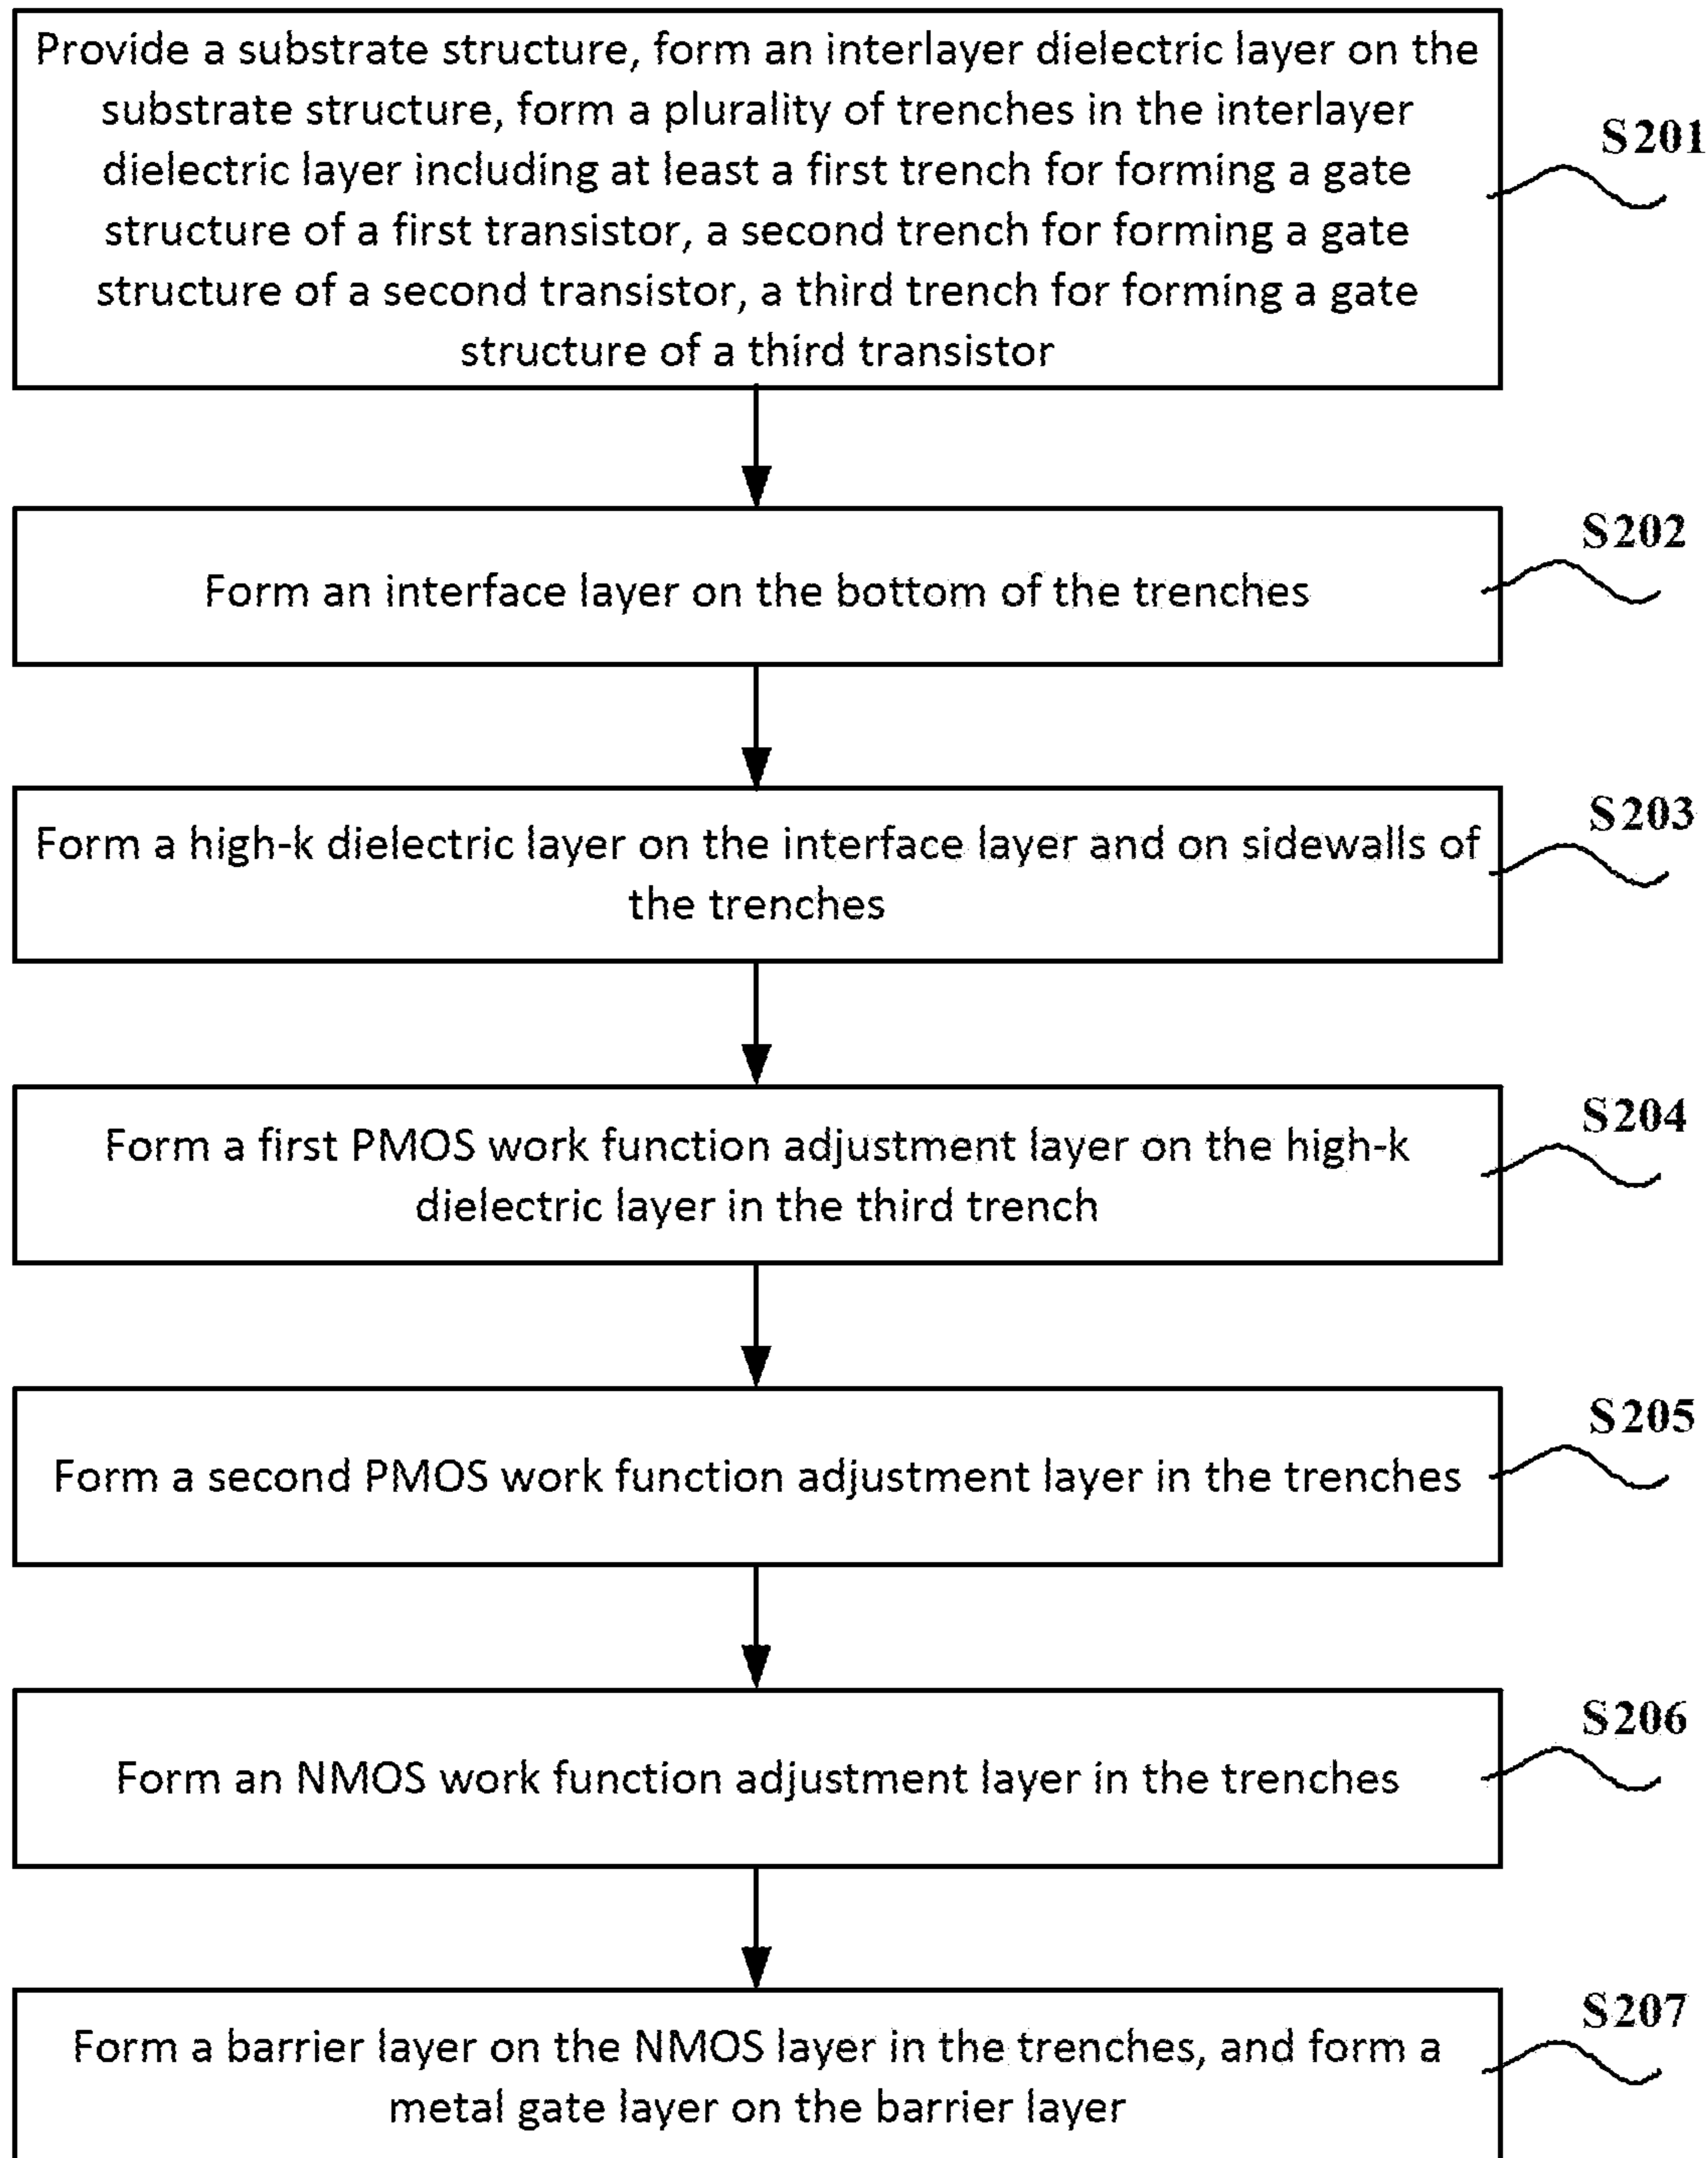 Provide a substrate structure, form an interlayer dielectric layer on the
substrate structure, form a plurality of trenches in the interlayer
dielectric layer including at least a first trench for forming a gate
structure of a first transistor, a second trench for forming a gate
structure of a second transistor, a third trench for forming a gate
structure of a third transistor
S201
Form an interface layer on the bottom of the trenches
S202
Form a high-k dielectric layer on the interface layer and on sidewalls of
the trenches
S203
Form a first PMOS work function adjustment layer on the high-k
dielectric layer in the third trench
S204
Form a second PMOS work function adjustment layer in the trenches
S205
Form an NMOS work function adjustment layer in the trenches
S206
Form a barrier layer on the NMOS layer in the trenches, and form a
metal gate layer on the barrier layer
S207